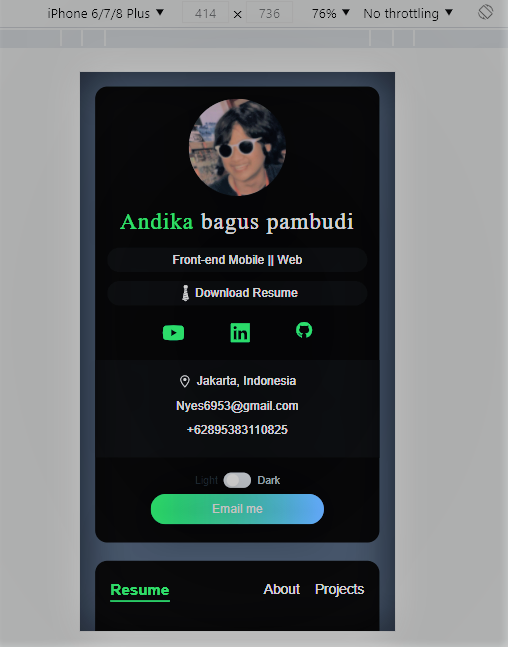 iPhone 6/7/8 Plus ▼ 414 × 736 76% ▼ No throttling ▼
Andika bagus pambudi
Front-end Mobile || Web
Download Resume
Jakarta, Indonesia
Nyes6953@gmail.com
+62895383110825
Light Dark
Email me
Resume About Projects